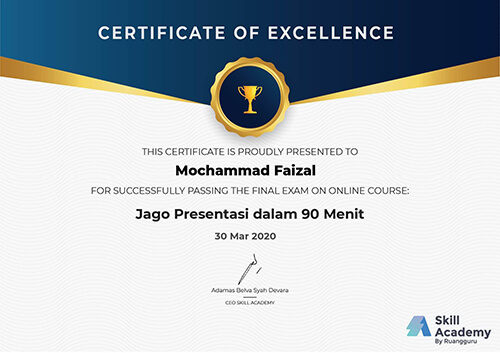 CERTIFICATE OF EXCELLENCE
THIS CERTIFICATE IS PROUDLY PRESENTED TO
Mochammad Faizal
FOR SUCCESSFULLY PASSING THE FINAL EXAM ON ONLINE COURSE:
Jago Presentasi dalam 90 Menit
30 Mar 2020
Adamas Belva Syah Devara
CEO SKILL ACADEMY
Skill
Academy
By Ruangguru